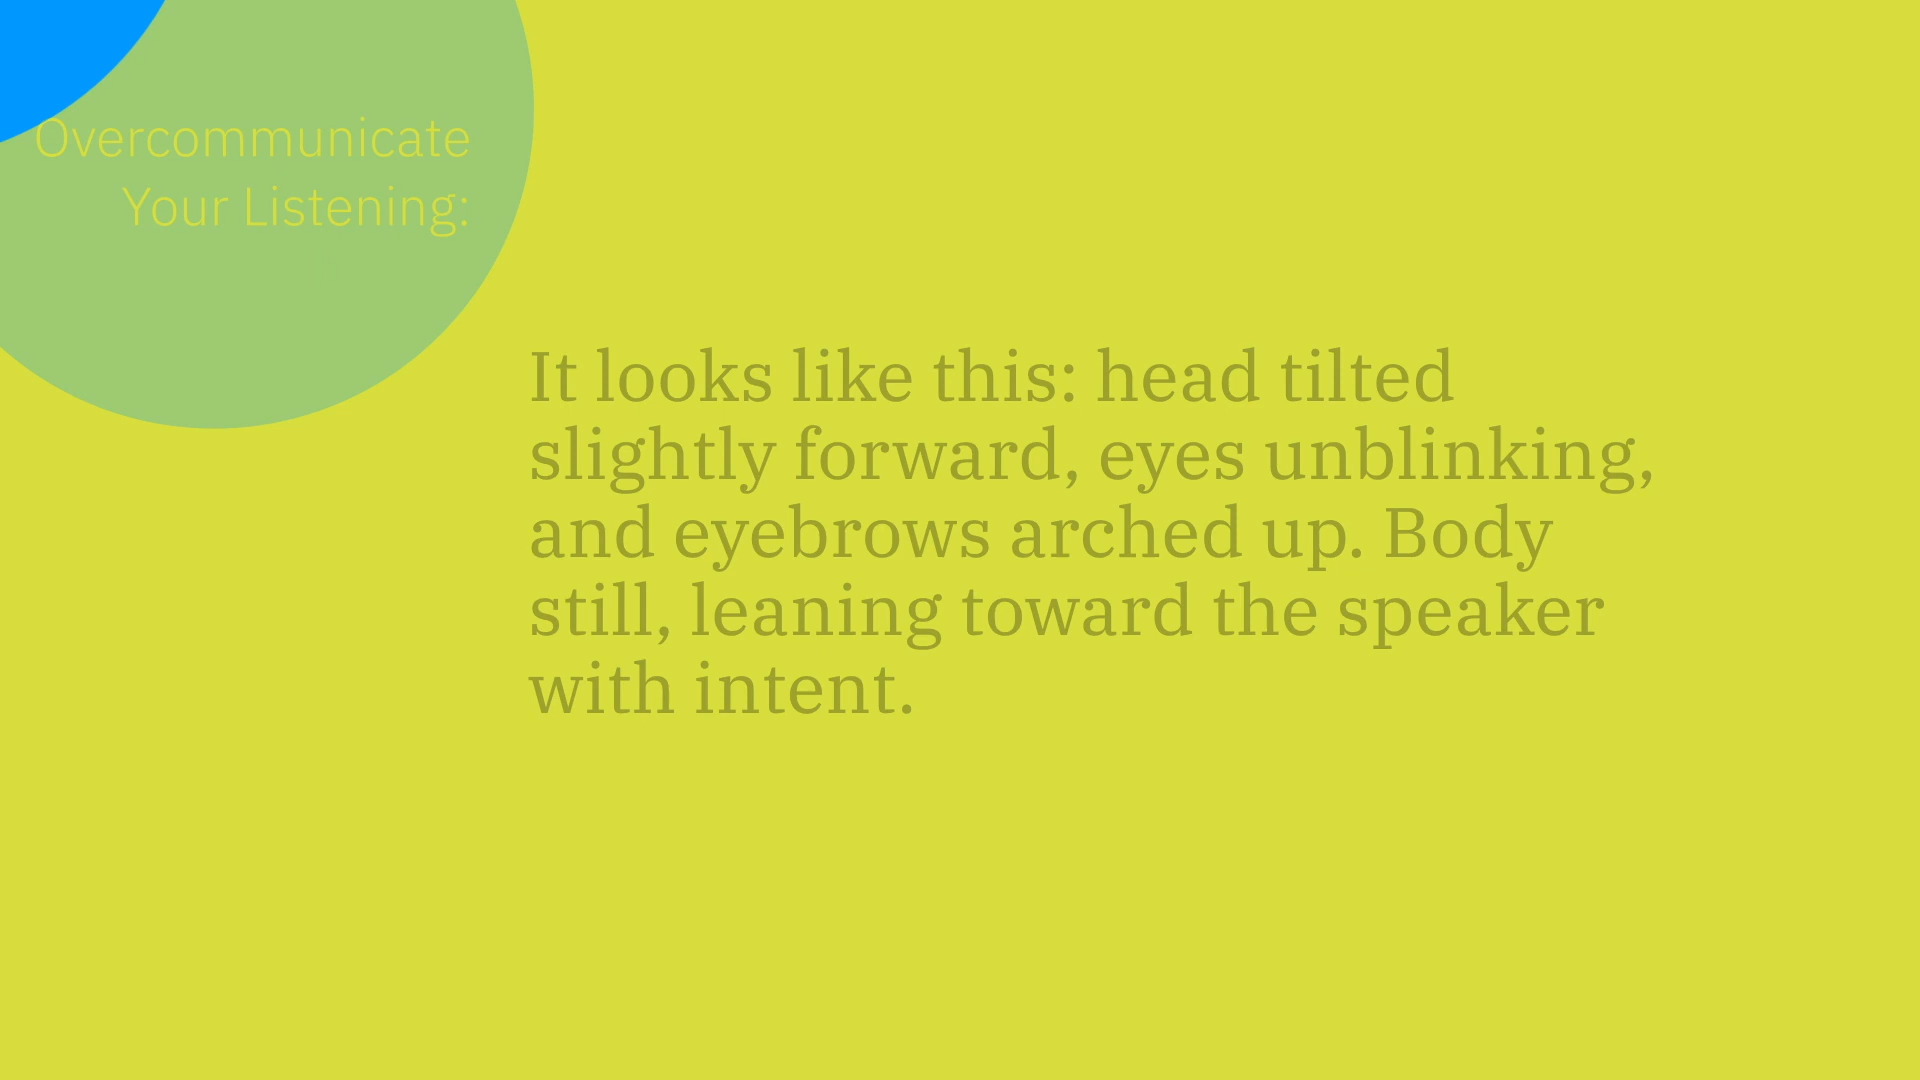 Overcommunicate
Your Listening:
It looks like this: head tilted
slightly forward, eyes unblinking,
and eyebrows arched up. Body
still, leaning toward the speaker
with intent.